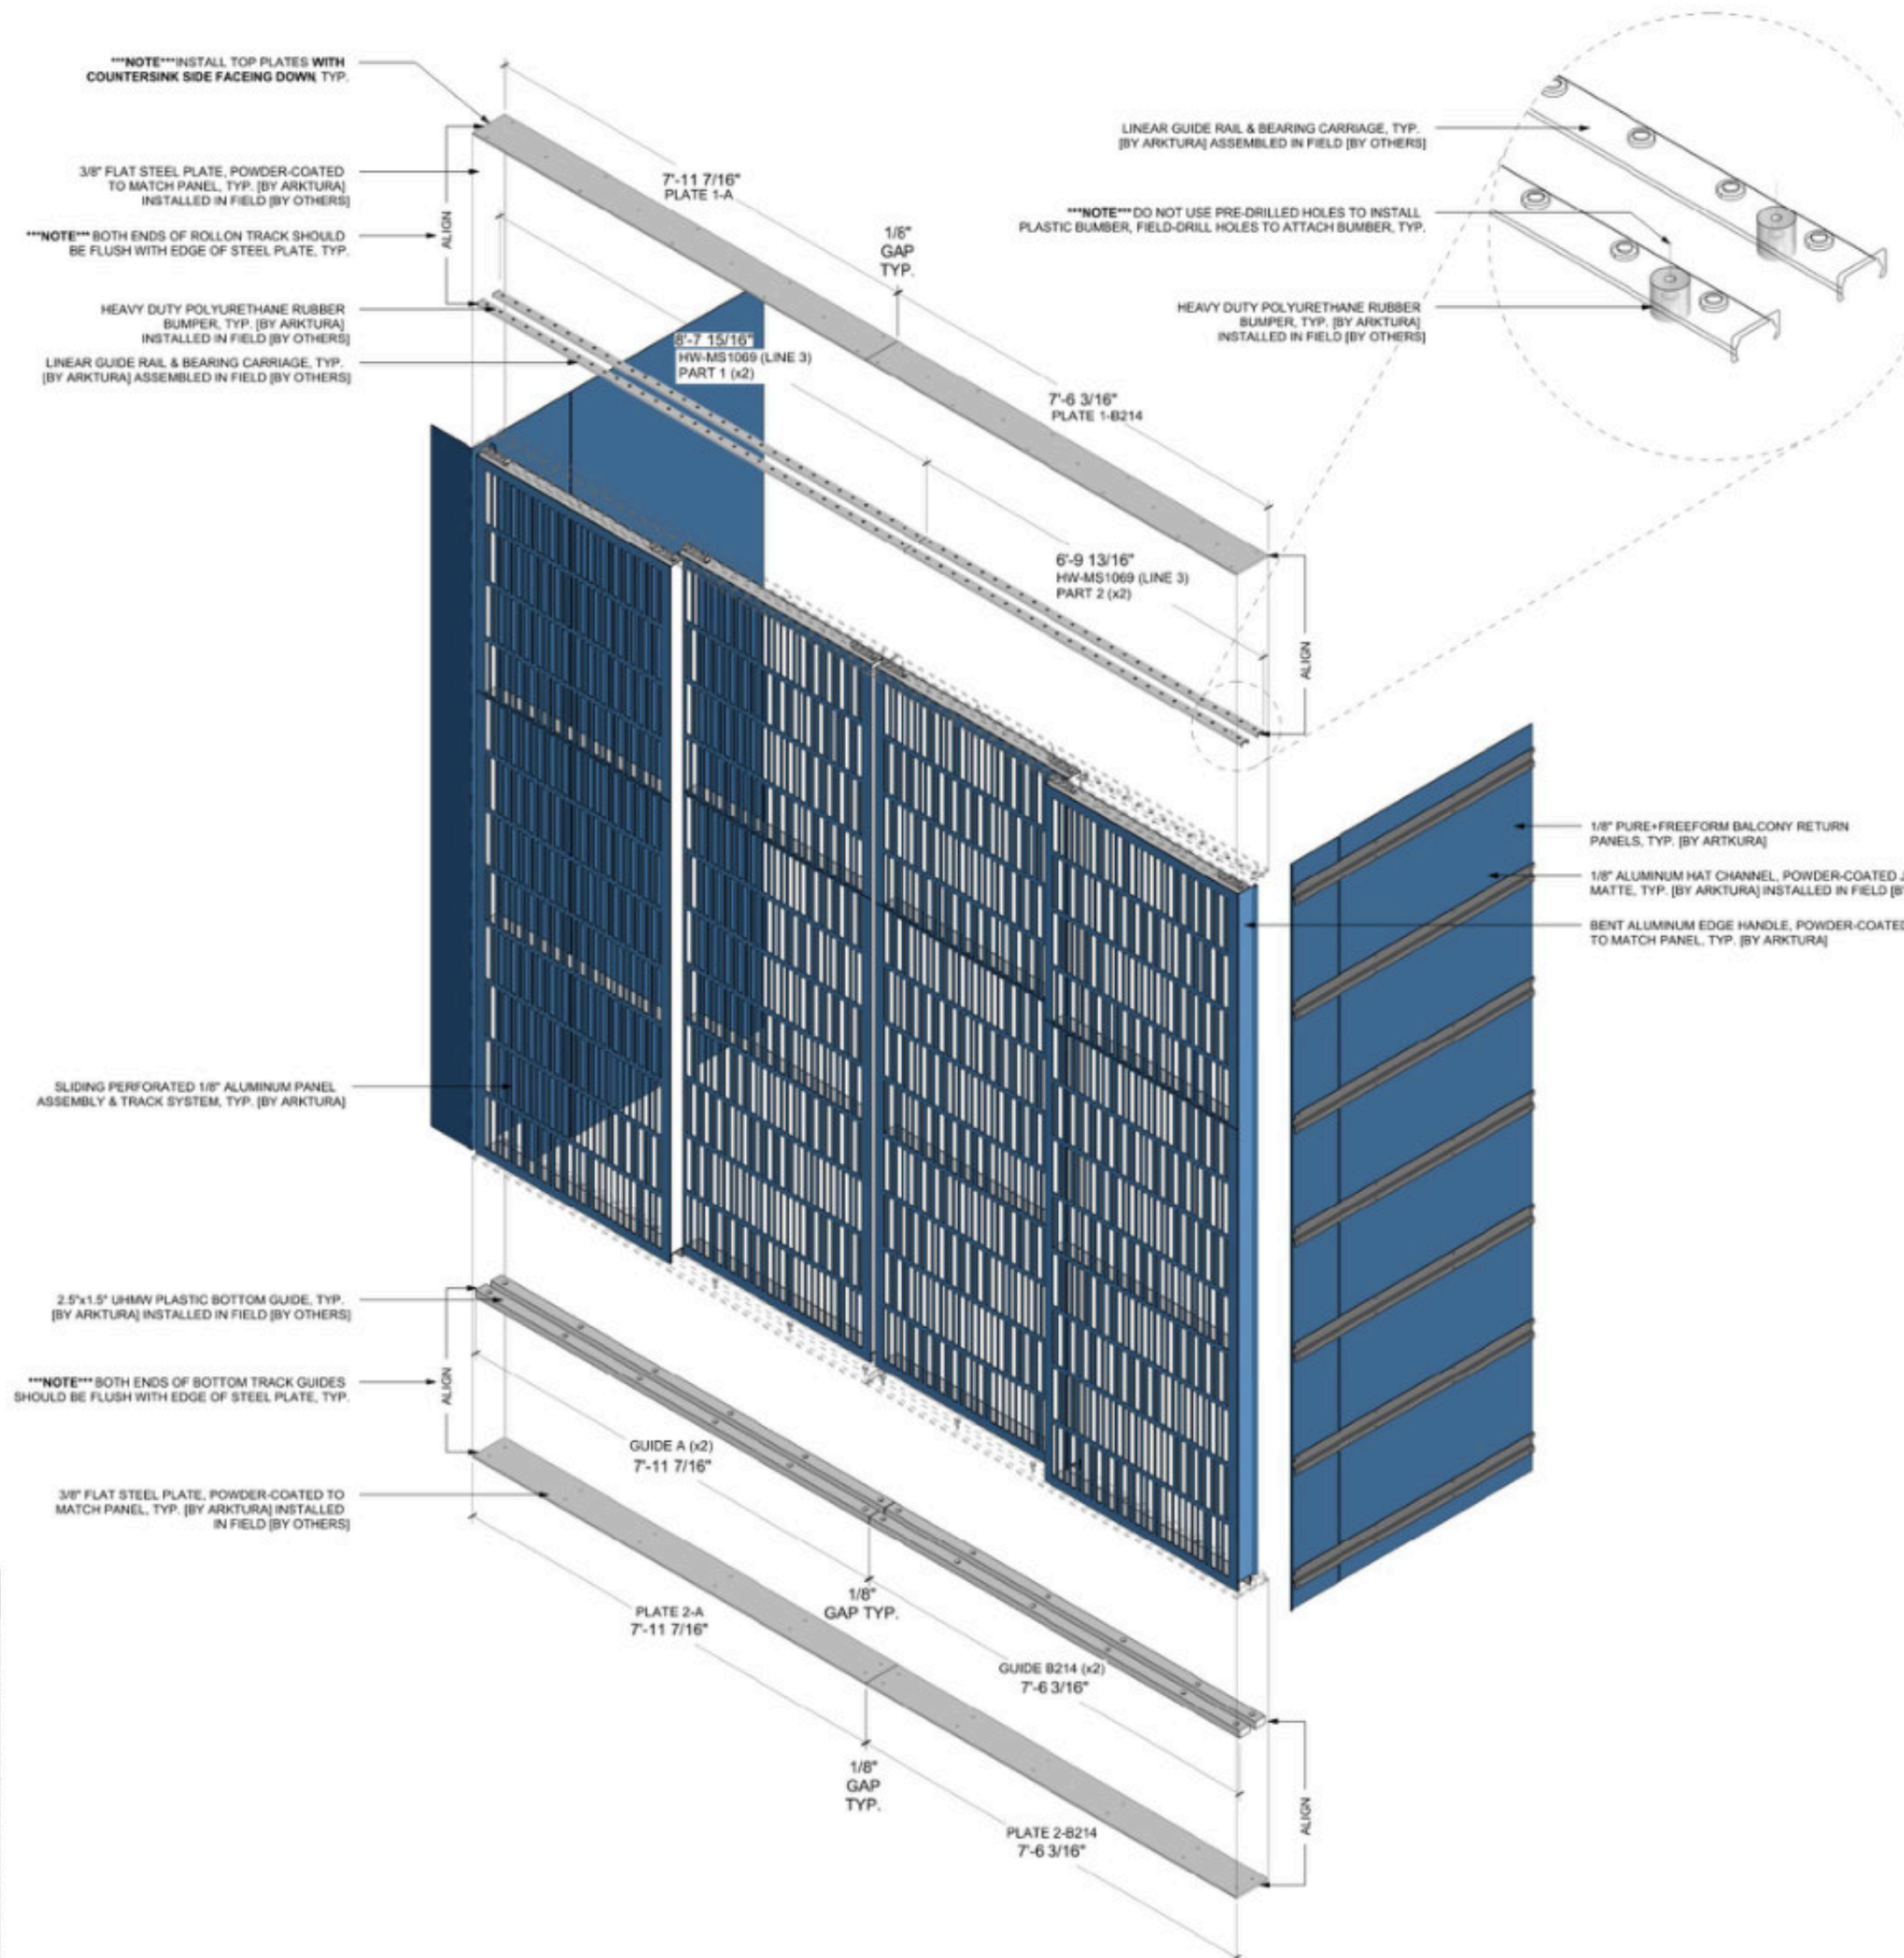 ***NOTE***INSTALL TOP PLATES WITH
COUNTERSINK SIDE FACEING DOWN, TYP.
3/8" FLAT STEEL PLATE, POWDER-COATED
TO MATCH PANEL, TYP. [BY ARKTURA]
INSTALLED IN FIELD [BY OTHERS]
***NOTE*** BOTH ENDS OF ROLLON TRACK SHOULD
BE FLUSH WITH EDGE OF STEEL PLATE, TYP.
HEAVY DUTY POLYURETHANE RUBBER
BUMPER, TYP. [BY ARKTURA]
INSTALLED IN FIELD [BY OTHERS]
LINEAR GUIDE RAIL & BEARING CARRIAGE, TYP.
[BY ARKTURA] ASSEMBLED IN FIELD [BY OTHERS]
ALIGN
7'-11 7/16"
PLATE 1-A
1/8"
GAP
TYP.
8'-7 15/16"
HW-MS1069 (LINE 3)
PART 1 (x2)
7'-6 3/16"
PLATE 1-B214
6'-9 13/16"
HW-MS1069 (LINE 3)
PART 2 (x2)
ALIGN
LINEAR GUIDE RAIL & BEARING CARRIAGE, TYP.
[BY ARKTURA] ASSEMBLED IN FIELD [BY OTHERS]
***NOTE*** DO NOT USE PRE-DRILLED HOLES TO INSTALL
PLASTIC BUMBER, FIELD-DRILL HOLES TO ATTACH BUMBER, TYP.
HEAVY DUTY POLYURETHANE RUBBER
BUMPER, TYP. [BY ARKTURA]
INSTALLED IN FIELD [BY OTHERS]
1/8" PURE+FREEFORM BALCONY RETURN
PANELS, TYP. [BY ARTKURA]
1/8" ALUMINUM HAT CHANNEL, POWDER-COATED
MATTE, TYP. [BY ARKTURA] INSTALLED IN FIELD
BENT ALUMINUM EDGE HANDLE, POWDER-COATED
TO MATCH PANEL, TYP. [BY ARKTURA]
SLIDING PERFORATED 1/8" ALUMINUM PANEL
ASSEMBLY & TRACK SYSTEM, TYP. [BY ARKTURA]
2.5"x1.5" UHMW PLASTIC BOTTOM GUIDE, TYP.
[BY ARKTURA] INSTALLED IN FIELD [BY OTHERS]
***NOTE*** BOTH ENDS OF BOTTOM TRACK GUIDES
SHOULD BE FLUSH WITH EDGE OF STEEL PLATE, TYP.
3/8" FLAT STEEL PLATE, POWDER-COATED TO
MATCH PANEL, TYP. [BY ARKTURA] INSTALLED
IN FIELD [BY OTHERS]
ALIGN
GUIDE A (x2)
7'-11 7/16"
1/8"
GAP TYP.
PLATE 2-A
7'-11 7/16"
GUIDE B214 (x2)
7'-6 3/16"
1/8"
GAP
TYP.
PLATE 2-B214
7'-6 3/16"
ALIGN